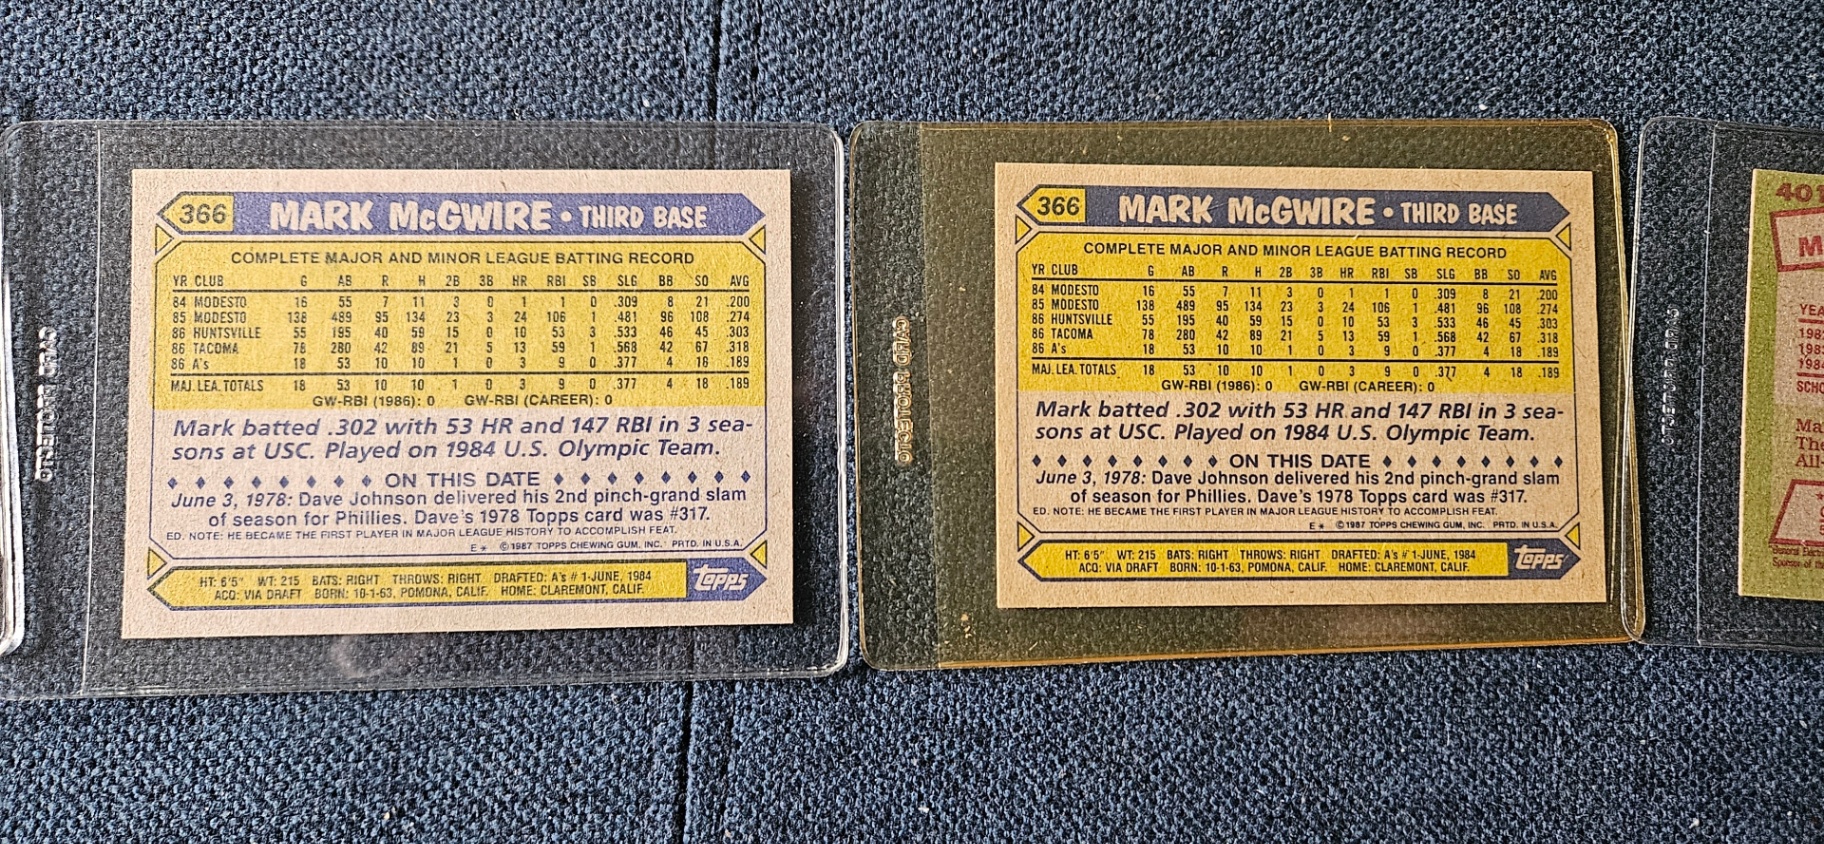 366 MARK McGWIRE • THIRD BASE
COMPLETE MAJOR AND MINOR LEAGUE BATTING RECORD
YR CLUB G AB R H 2B 3B HR RBI SB SLG BB SO AVG
84 MODESTO 16 55 7 11 3 0 1 1 0 .309 8 21 .200
85 MODESTO 138 489 95 134 23 3 24 106 1 .481 96 108 .274
86 HUNTSVILLE 55 195 40 59 15 0 10 53 3 .533 46 45 .303
86 TACOMA 78 280 42 89 21 5 13 59 1 .568 42 67 .318
86 A's 18 53 10 10 1 0 3 9 0 .377 4 18 .189
MAJ. LEA. TOTALS 18 53 10 10 1 0 3 9 0 .377 4 18 .189
GW-RBI (1986): 0 GW-RBI (CAREER): 0
Mark batted .302 with 53 HR and 147 RBI in 3 sea-
sons at USC. Played on 1984 U.S. Olympic Team.
♦ ♦ ♦ ♦ ♦ ♦ ♦ ON THIS DATE ♦ ♦ ♦ ♦ ♦ ♦ ♦
June 3, 1978: Dave Johnson delivered his 2nd pinch-grand slam
of season for Phillies. Dave's 1978 Topps card was #317.
ED. NOTE: HE BECAME THE FIRST PLAYER IN MAJOR LEAGUE HISTORY TO ACCOMPLISH FEAT.
E* © 1987 TOPPS CHEWING GUM, INC. PRTD. IN U.S.A.
HT: 6'5" WT: 215 BATS: RIGHT THROWS: RIGHT DRAFTED: A's #1-JUNE, 1984
ACQ: VIA DRAFT BORN: 10-1-63, POMONA, CALIF. HOME: CLAREMONT, CALIF.
Topps
366 MARK McGWIRE • THIRD BASE
COMPLETE MAJOR AND MINOR LEAGUE BATTING RECORD
YR CLUB G AB R H 2B 3B HR RBI SB SLG BB SO AVG
84 MODESTO 16 55 7 11 3 0 1 1 0 .309 8 21 .200
85 MODESTO 138 489 95 134 23 3 24 106 1 .481 96 108 .274
86 HUNTSVILLE 55 195 40 59 15 0 10 53 3 .533 46 45 .303
86 TACOMA 78 280 42 89 21 5 13 59 1 .568 42 67 .318
86 A's 18 53 10 10 1 0 3 9 0 .377 4 18 .189
MAJ. LEA. TOTALS 18 53 10 10 1 0 3 9 0 .377 4 18 .189
GW-RBI (1986): 0 GW-RBI (CAREER): 0
Mark batted .302 with 53 HR and 147 RBI in 3 sea-
sons at USC. Played on 1984 U.S. Olympic Team.
♦ ♦ ♦ ♦ ♦ ♦ ♦ ON THIS DATE ♦ ♦ ♦ ♦ ♦ ♦ ♦
June 3, 1978: Dave Johnson delivered his 2nd pinch-grand slam
of season for Phillies. Dave's 1978 Topps card was #317.
ED. NOTE: HE BECAME THE FIRST PLAYER IN MAJOR LEAGUE HISTORY TO ACCOMPLISH FEAT.
E* © 1987 TOPPS CHEWING GUM, INC. PRTD. IN U.S.A.
HT: 6'5" WT: 215 BATS: RIGHT THROWS: RIGHT DRAFTED: A's #1-JUNE, 1984
ACQ: VIA DRAFT BORN: 10-1-63, POMONA, CALIF. HOME: CLAREMONT, CALIF.
Topps
401
M
YEA
198
198
1984
SCHO
Ma
The
All-